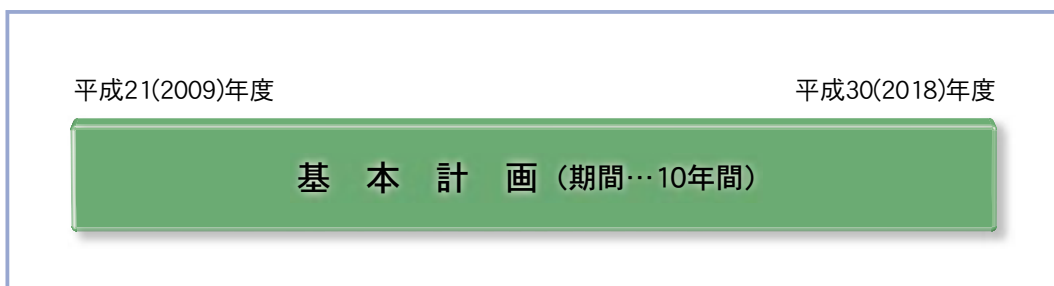 平成21(2009)年度
平成30(2018)年度
基 本 計 画（期間…10年間）